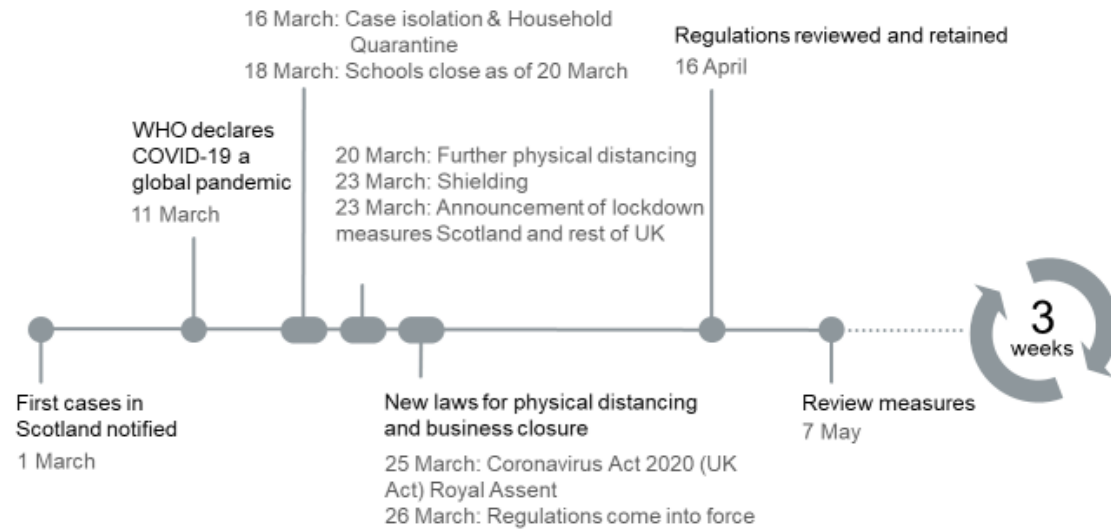 16 March: Case isolation & Household
Quarantine
18 March: Schools close as of 20 March
Regulations reviewed and retained
16 April
WHO declares
COVID-19 a
global pandemic
11 March
20 March: Further physical distancing
23 March: Shielding
23 March: Announcement of lockdown
measures Scotland and rest of UK
3
weeks
First cases in
Scotland notified
1 March
New laws for physical distancing
and business closure
25 March: Coronavirus Act 2020 (UK
Act) Royal Assent
26 March: Regulations come into force
Review measures
7 May